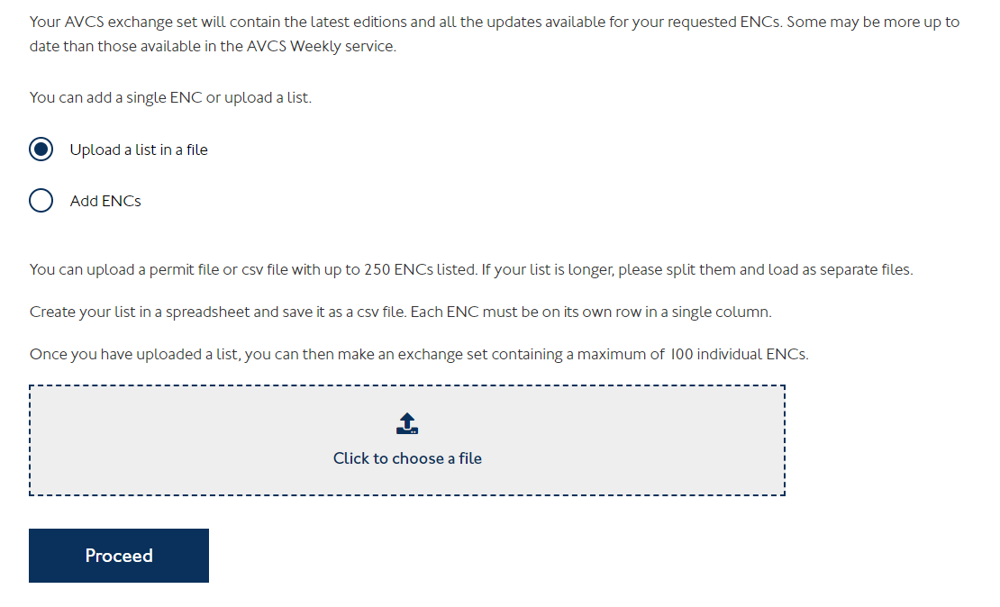 Your AVCS exchange set will contain the latest editions and all the updates available for your requested ENCs. Some may be more up to
date than those available in the AVCS Weekly service.
You can add a single ENC or upload a list.
Upload a list in a file
Add ENCs
You can upload a permit file or csv file with up to 250 ENCs listed. If your list is longer, please split them and load as separate files.
Create your list in a spreadsheet and save it as a csv file. Each ENC must be on its own row in a single column.
Once you have uploaded a list, you can then make an exchange set containing a maximum of 100 individual ENCs.
Click to choose a file
Proceed